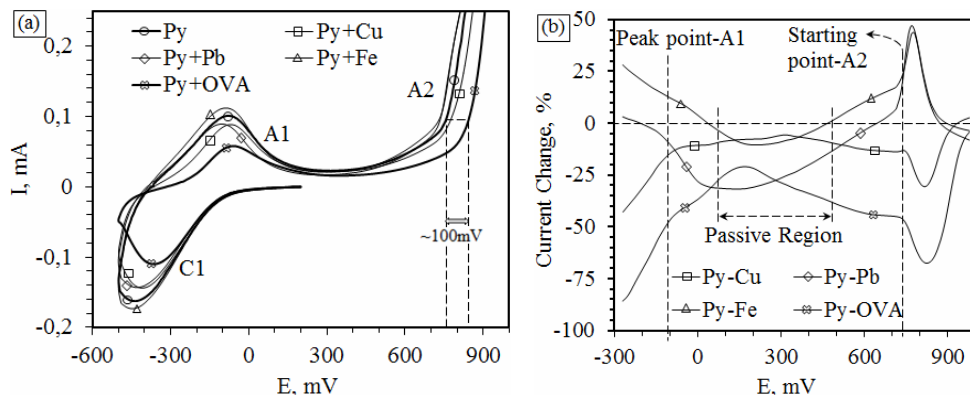 (a)
Py
Py+Cu
Py+Pb
Py+Fe
Py+OVA
A2
A1
C1
~100mV
I, mA
0,2
0,1
0
-0,1
-0,2
-600
-300
0
300
600
900
E, mV
(b)
Peak point-A1
Starting
point-A2
Passive Region
Py-Cu
Py-Pb
Py-Fe
Py-OVA
Current Change, %
50
25
0
-25
-50
-75
-100
-300
0
300
600
900
E, mV